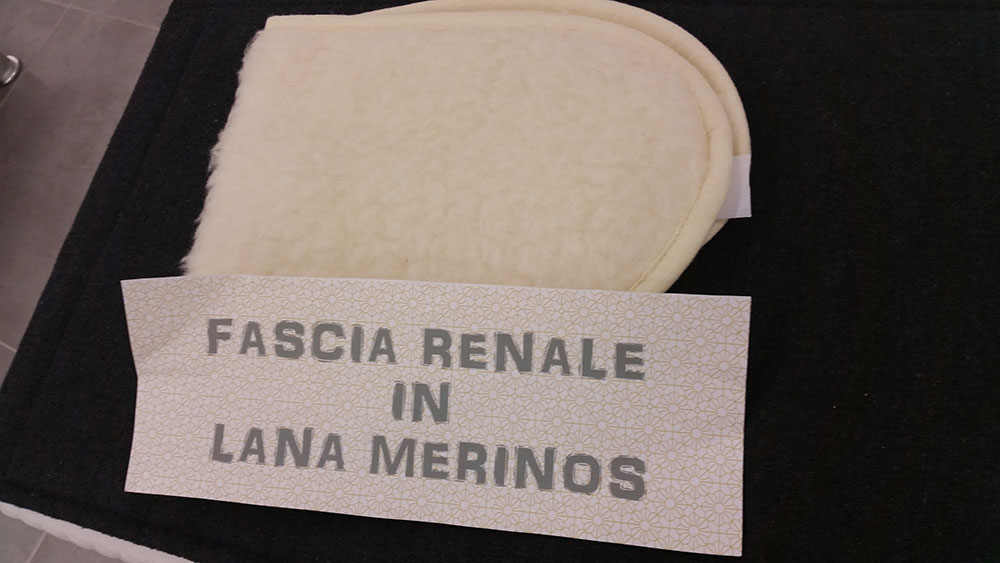 FASCIA RENALE
IN
LANA MERINOS